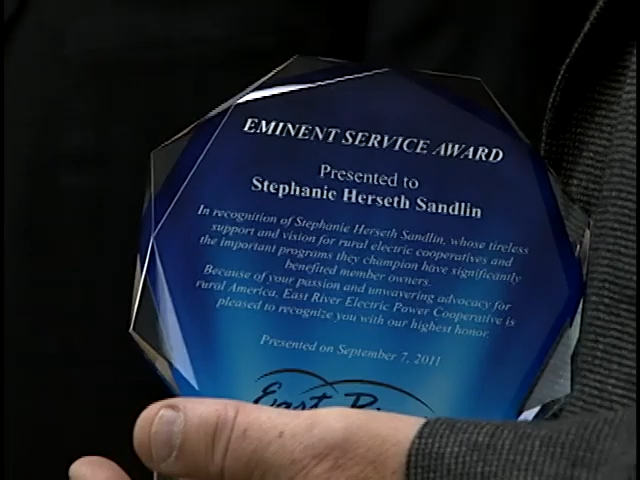 EMINENT SERVICE AWARD
Presented to
Stephanie Herseth Sandlin
In recognition of Stephanie Herseth Sandlin, whose tireless
support and vision for rural electric cooperatives and
the important programs they champion have significantly
benefited member owners.
Because of your passion and unwavering advocacy for
rural America, East River Electric Power Cooperative is
pleased to recognize you with our highest honor.
Presented on September 7, 2011
East